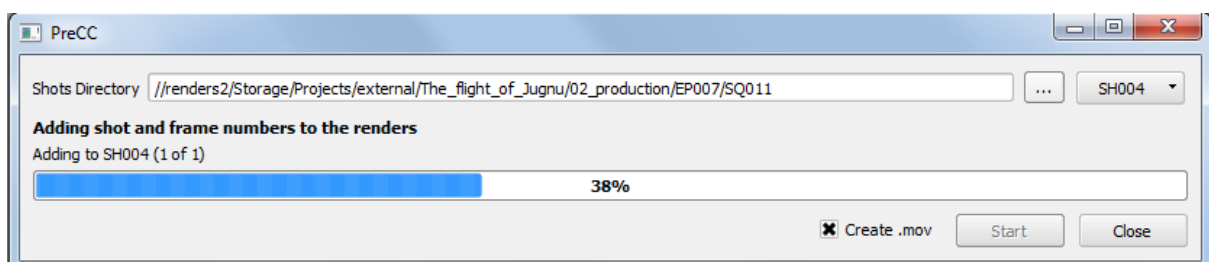 PreCC
Shots Directory //renders2/Storage/Projects/external/The_flight_of_Jugnu/02_production/EP007/SQ011 ... SH004
Adding shot and frame numbers to the renders
Adding to SH004 (1 of 1)
38%
Create .mov Start Close